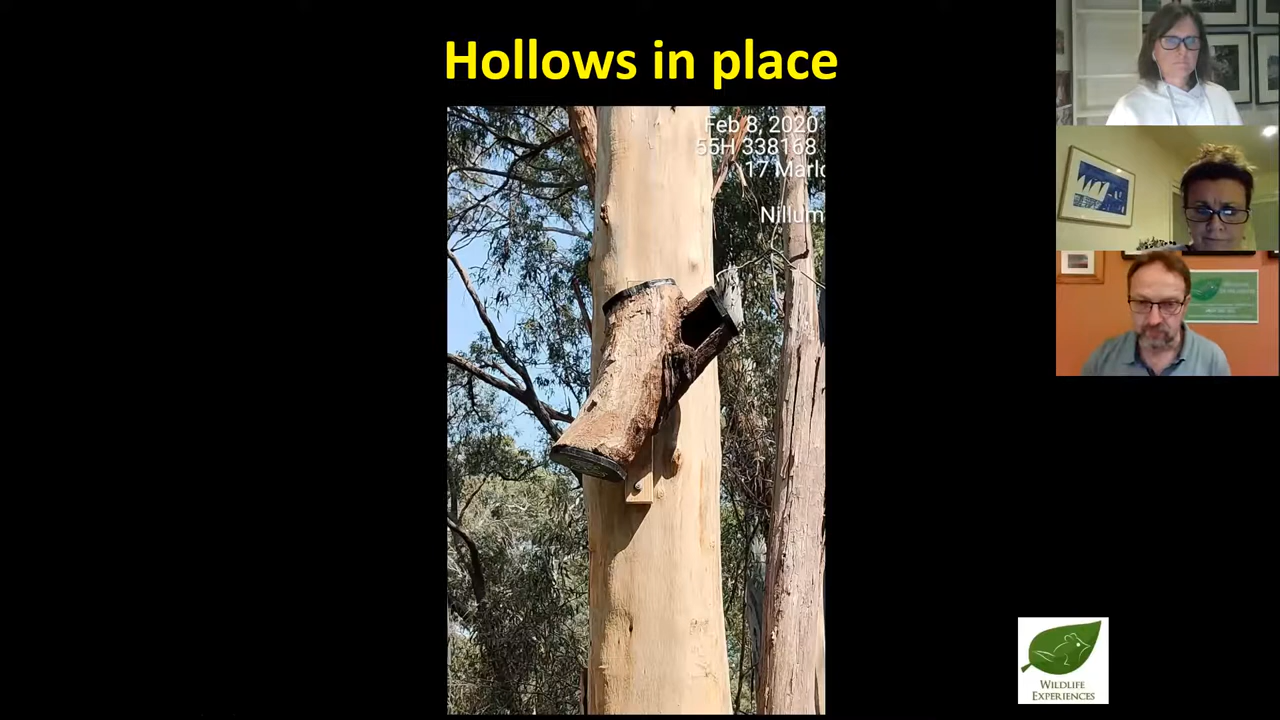 Hollows in place
Feb 8, 2020
55H 338168
17 Marlo
Nillum
WILDLIFE
EXPERIENCES